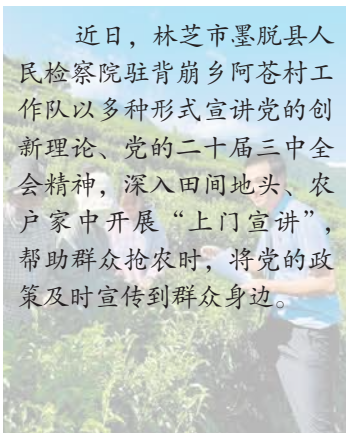 近日，林芝市墨脱县人
民检察院驻背崩乡阿苍村工
作队以多种形式宣讲党的创
新理论、党的二十届三中全
会精神，深入田间地头、农
户家中开展“上门宣讲”，
帮助群众抢农时，将党的政
策及时宣传到群众身边。